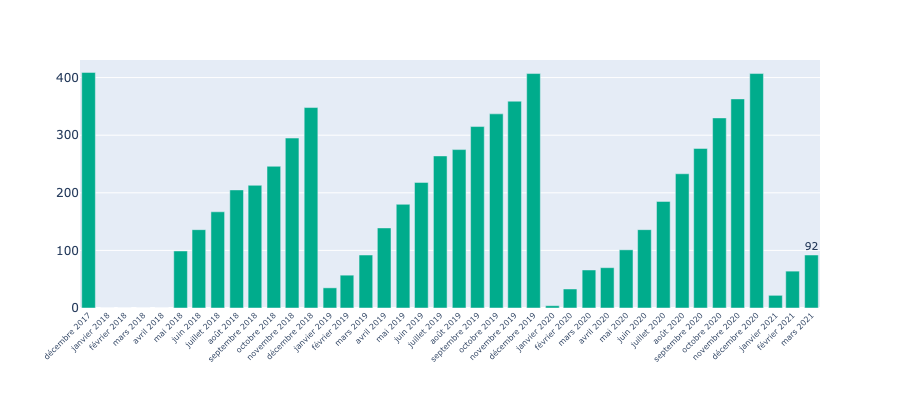 400
300
200
100
0
92
décembre 2017
janvier 2018
février 2018
mars 2018
avril 2018
mai 2018
juin 2018
juillet 2018
août 2018
septembre 2018
octobre 2018
novembre 2018
décembre 2018
janvier 2019
février 2019
mars 2019
avril 2019
mai 2019
juin 2019
juillet 2019
août 2019
septembre 2019
octobre 2019
novembre 2019
décembre 2019
janvier 2020
février 2020
mars 2020
avril 2020
mai 2020
juin 2020
juillet 2020
août 2020
septembre 2020
octobre 2020
novembre 2020
décembre 2020
janvier 2021
février 2021
mars 2021